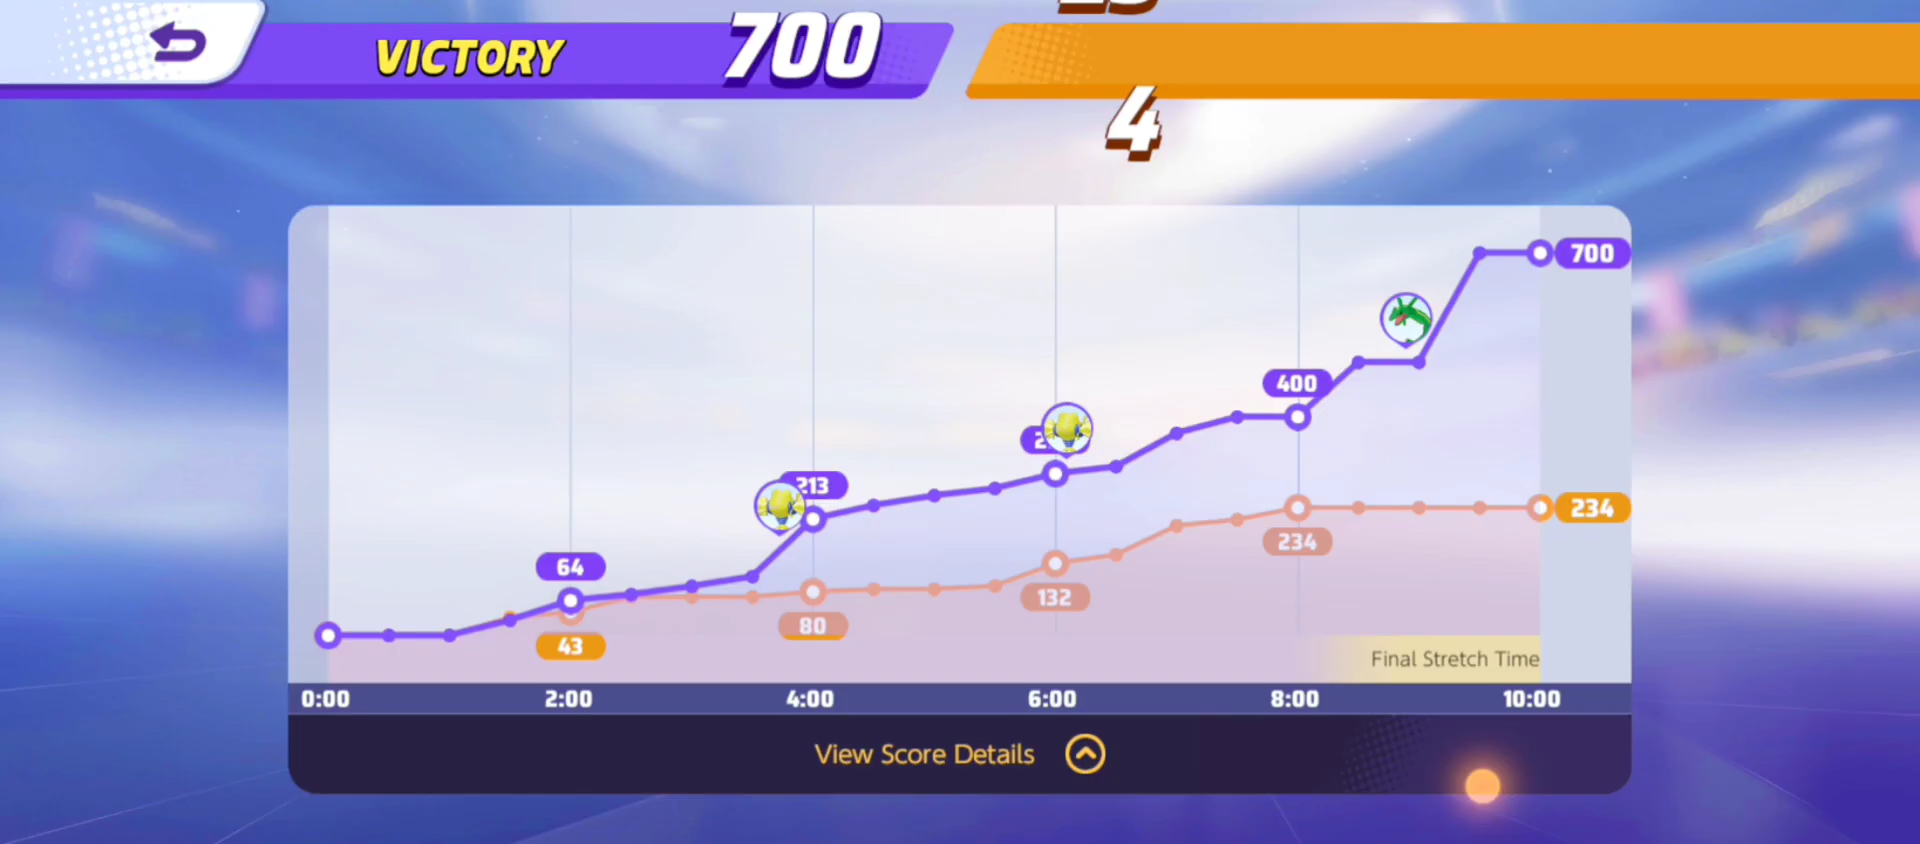 VICTORY 700
4
700
213
400
64
234
234
132
80
43
Final Stretch Time
0:00 2:00 4:00 6:00 8:00 10:00
View Score Details